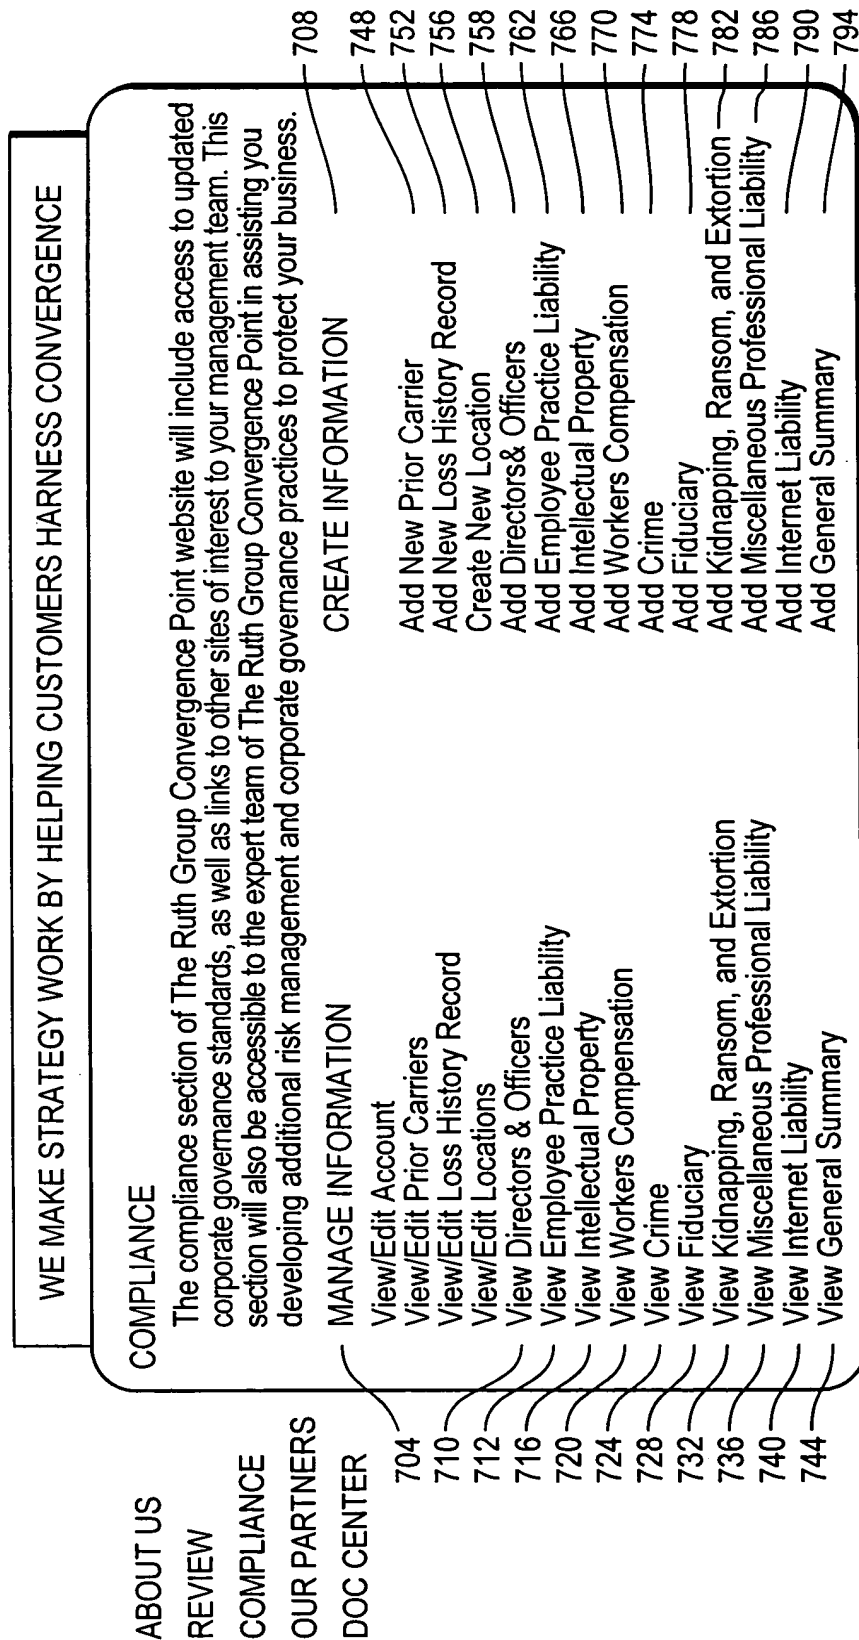 WE MAKE STRATEGY WORK BY HELPING CUSTOMERS HARNESS CONVERGENCE
ABOUT US
REVIEW
COMPLIANCE
OUR PARTNERS
DOC CENTER
COMPLIANCE
The compliance section of The Ruth Group Convergence Point website will include access to updated
corporate governance standards, as well as links to other sites of interest to your management team. This
section will also be accessible to the expert team of The Ruth Group Convergence Point in assisting you
developing additional risk management and corporate governance practices to protect your business.
704
MANAGE INFORMATION
View/Edit Account
View/Edit Prior Carriers
View/Edit Loss History Record
View/Edit Locations
710 View Directors & Officers
712 View Employee Practice Liability
716 View Intellectual Property
720 View Workers Compensation
724 View Crime
728 View Fiduciary
732 View Kidnapping, Ransom, and Extortion
736 View Miscellaneous Professional Liability
740 View Internet Liability
744 View General Summary
CREATE INFORMATION 708
Add New Prior Carrier 748
Add New Loss History Record 752
Create New Location 756
Add Directors& Officers 758
Add Employee Practice Liability 762
Add Intellectual Property 766
Add Workers Compensation 770
Add Crime 774
Add Fiduciary 778
Add Kidnapping, Ransom, and Extortion 782
Add Miscellaneous Professional Liability 786
Add Internet Liability 790
Add General Summary 794